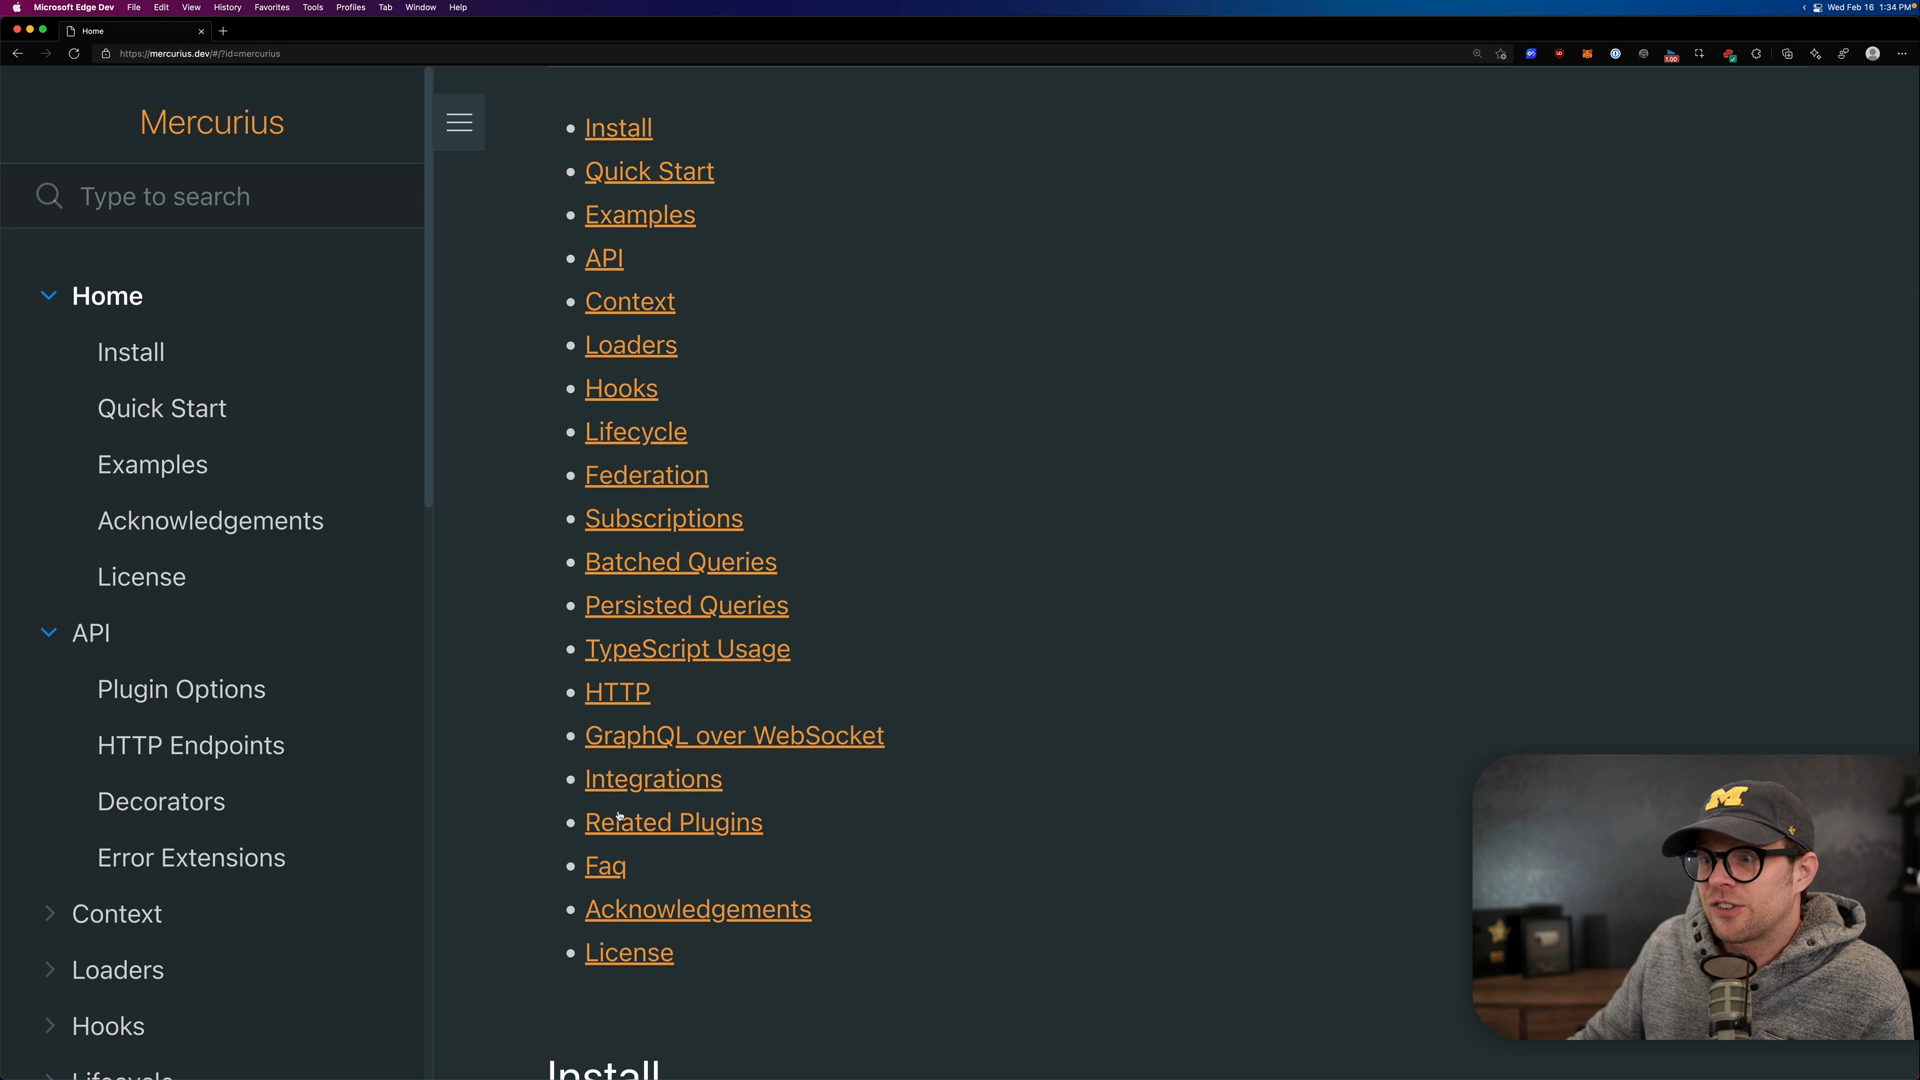 Microsoft Edge Dev File Edit View History Favorites Tools Profiles Tab Window Help
Wed Feb 16 1:34 PM
Home
https://mercurius.dev/#/?id=mercurius
1.00
Mercurius
Type to search
Home
Install
Quick Start
Examples
Acknowledgements
License
API
Plugin Options
HTTP Endpoints
Decorators
Error Extensions
Context
Loaders
Hooks
Lifecycle
Install
Quick Start
Examples
API
Context
Loaders
Hooks
Lifecycle
Federation
Subscriptions
Batched Queries
Persisted Queries
TypeScript Usage
HTTP
GraphQL over WebSocket
Integrations
Related Plugins
Faq
Acknowledgements
License
Install
M